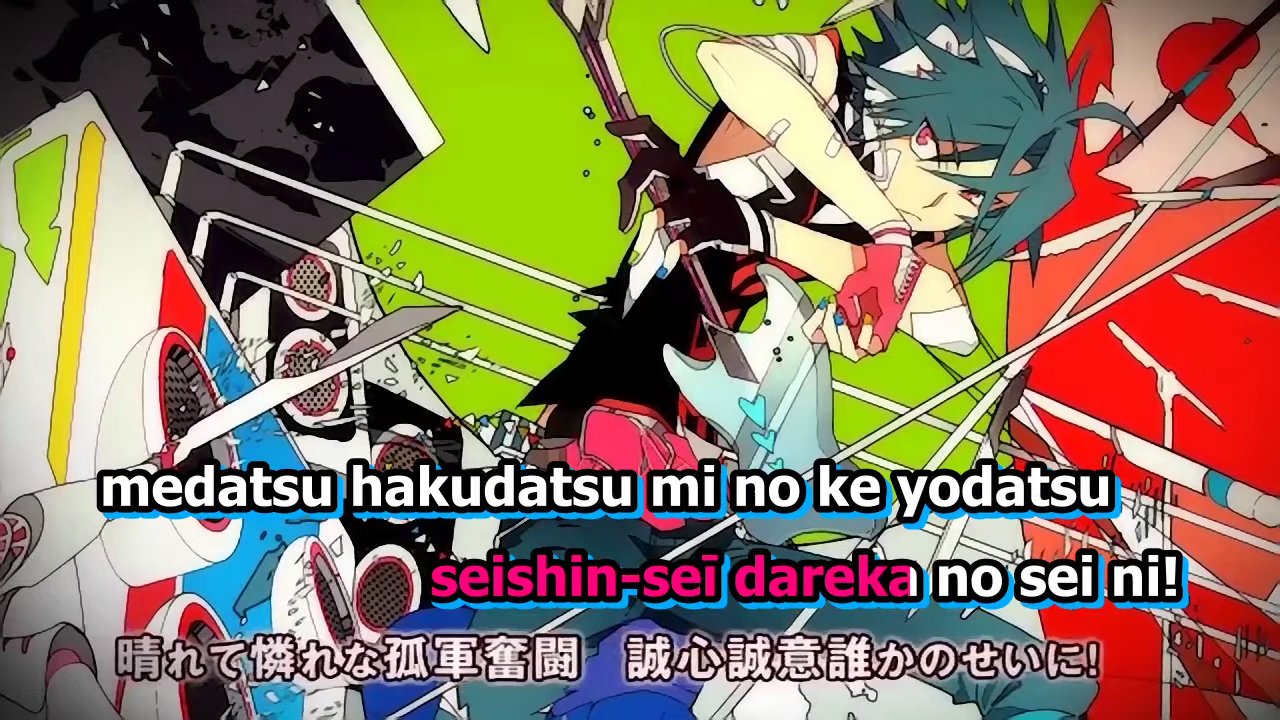 medatsu hakudatsu mi no ke yodatsu
seishin-sei dareka no sei ni!
晴れて憐れな孤軍奮闘　誠心誠意誰かのせいに!